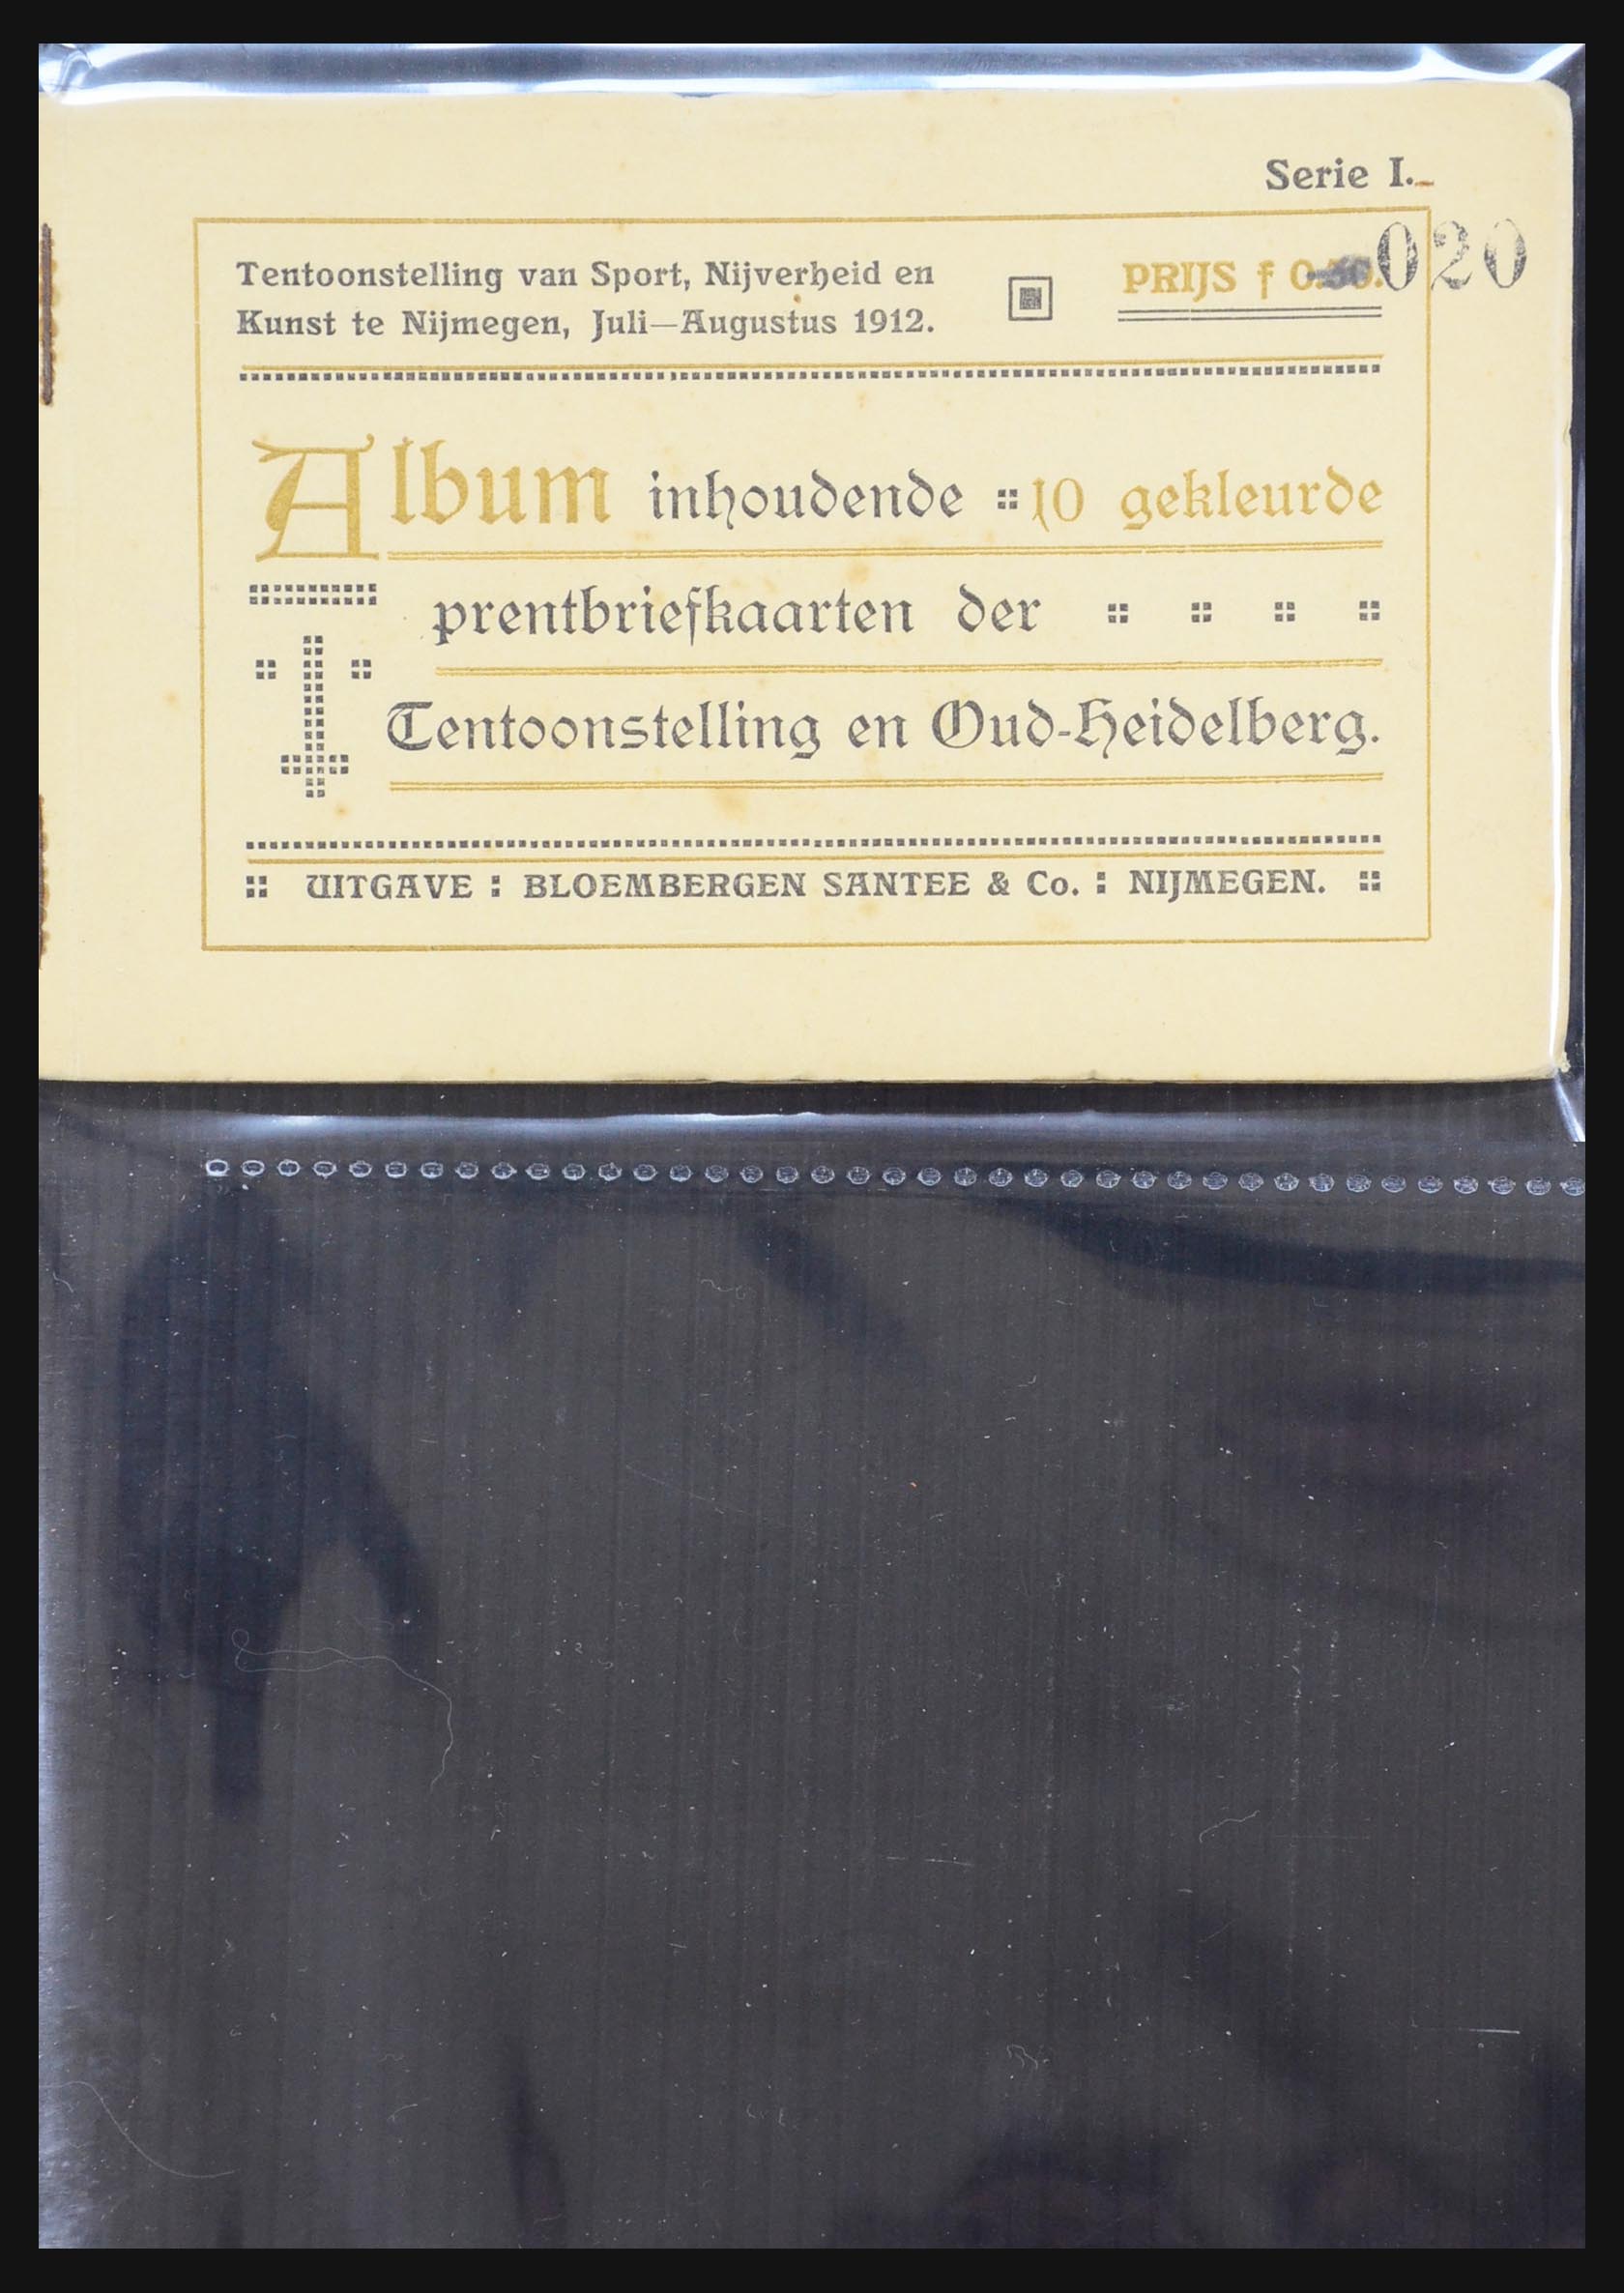 Serie I.
Tentoonstelling van Sport, Nijverheid en
Kunst te Nijmegen, Juli—Augustus 1912.
PRIJS f 0.50. 020
Album inhoudende 10 gekleurde
prentbriefkaarten der
Tentoonstelling en Oud-Heidelberg.
UITGAVE : BLOEMBERGEN SANTEE & Co. : NIJMEGEN.